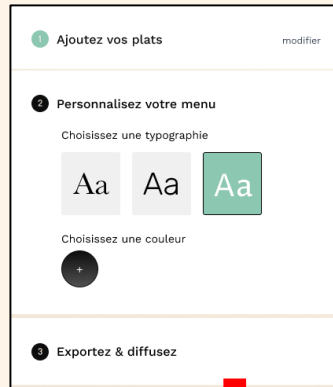 1 Ajoutez vos plats modifier
2 Personnalisez votre menu
Choisissez une typographie
Aa Aa Aa
Choisissez une couleur
+
3 Exportez & diffusez